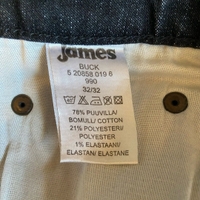 James
BUCK
5 20858 019 6
990
32/32
78% PUUVILLA/
BOMULL/ COTTON
21% POLYESTERI/
POLYESTER
1% ELASTAANI/
ELASTAN/ ELASTANE